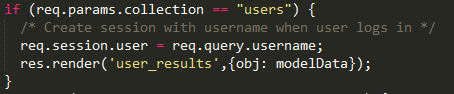 if (req.params.collection == "users") {
/* Create session with username when user logs in */
req.session.user = req.query.username;
res.render('user_results',{obj: modelData});
}